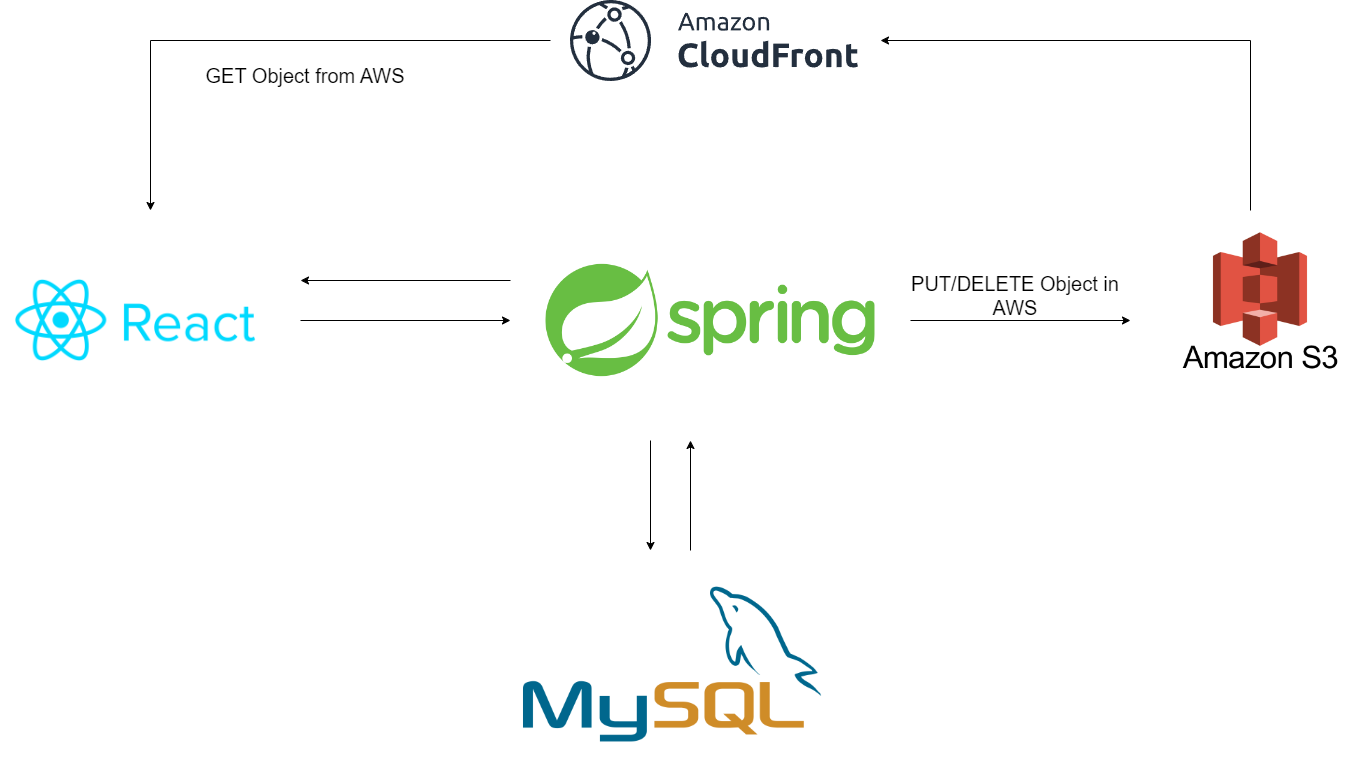 Amazon
CloudFront
GET Object from AWS
React
spring
PUT/DELETE Object in
AWS
Amazon S3
MySQL